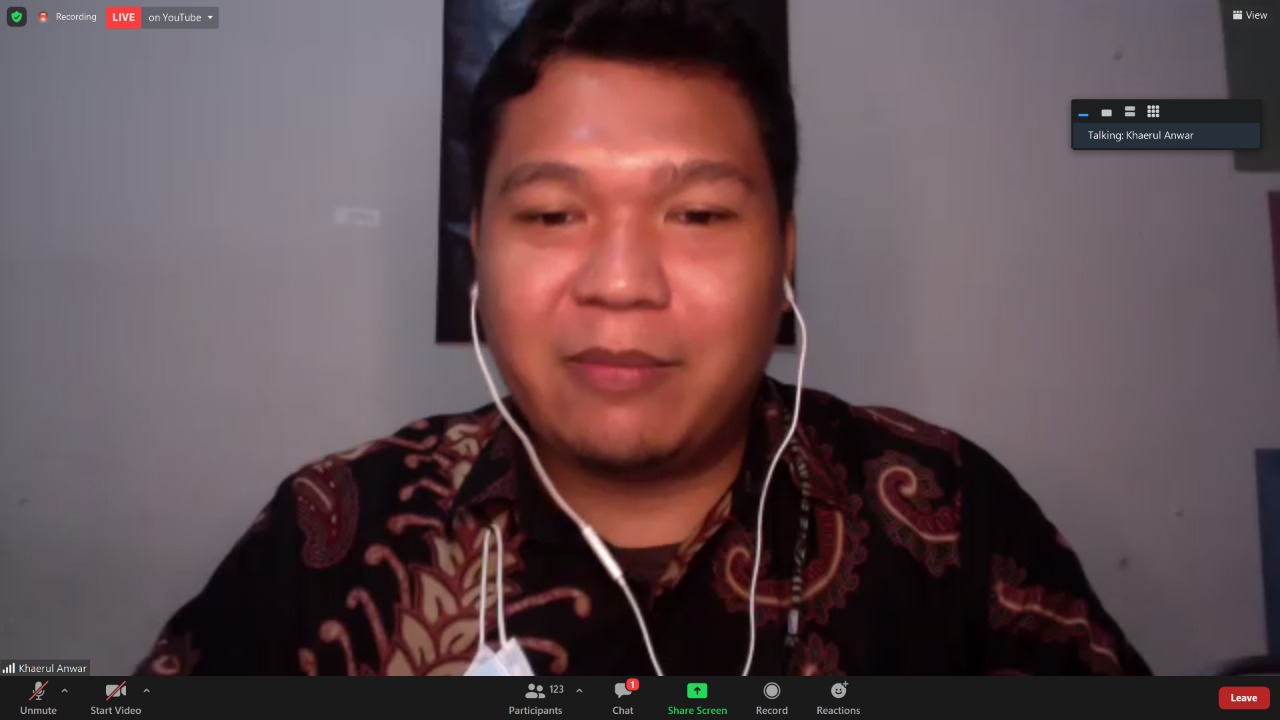 Recording
LIVE on YouTube
View
Talking: Khaerul Anwar
Khaerul Anwar
Unmute
Start Video
123
Participants
1
Chat
Share Screen
Record
Reactions
Leave